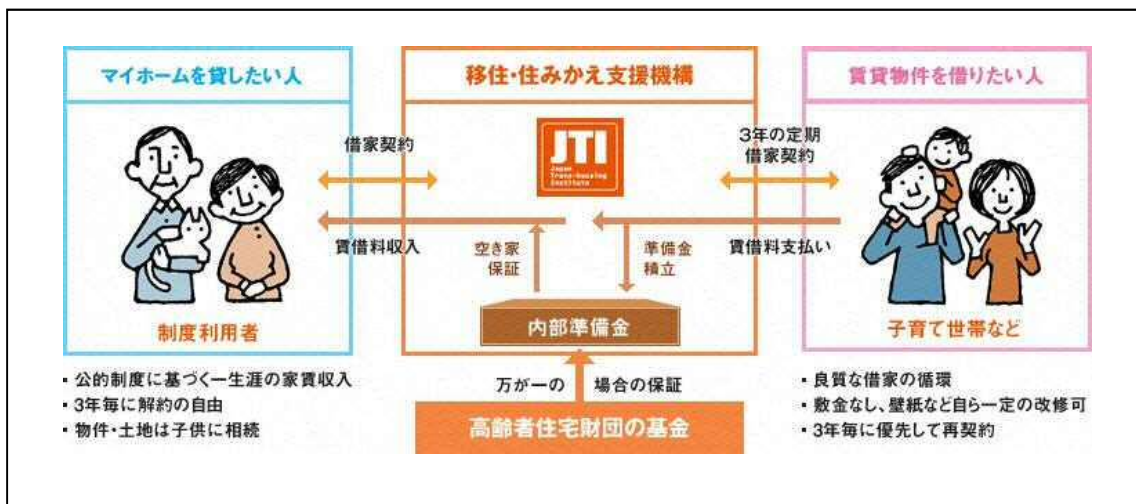 マイホームを貸したい人
制度利用者
▪ 公的制度に基づく一生涯の家賃収入
▪ 3年毎に解約の自由
▪ 物件・土地は子供に相続
借家契約
賃借料収入
移住・住みかえ支援機構
JTI
Japan
Trans-housing
Institute
空き家
保証
準備金
積立
内部準備金
万が一の 場合の保証
高齢者住宅財団の基金
3年の定期
借家契約
賃借料支払い
賃貸物件を借りたい人
子育て世帯など
▪ 良質な借家の循環
▪ 敷金なし、壁紙など自ら一定の改修可
▪ 3年毎に優先して再契約